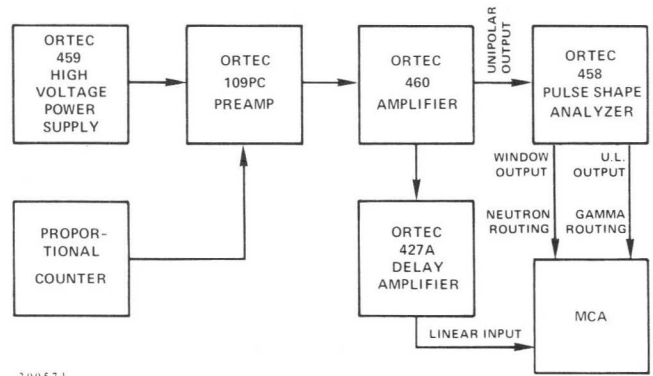 ORTEC
459
HIGH
VOLTAGE
POWER
SUPPLY
ORTEC
109PC
PREAMP
ORTEC
460
AMPLIFIER
UNIPOLAR
OUTPUT
ORTEC
458
PULSE SHAPE
ANALYZER
WINDOW
OUTPUT
U.L.
OUTPUT
NEUTRON
ROUTING
GAMMA
ROUTING
PROPOR-
TIONAL
COUNTER
ORTEC
427A
DELAY
AMPLIFIER
LINEAR INPUT
MCA